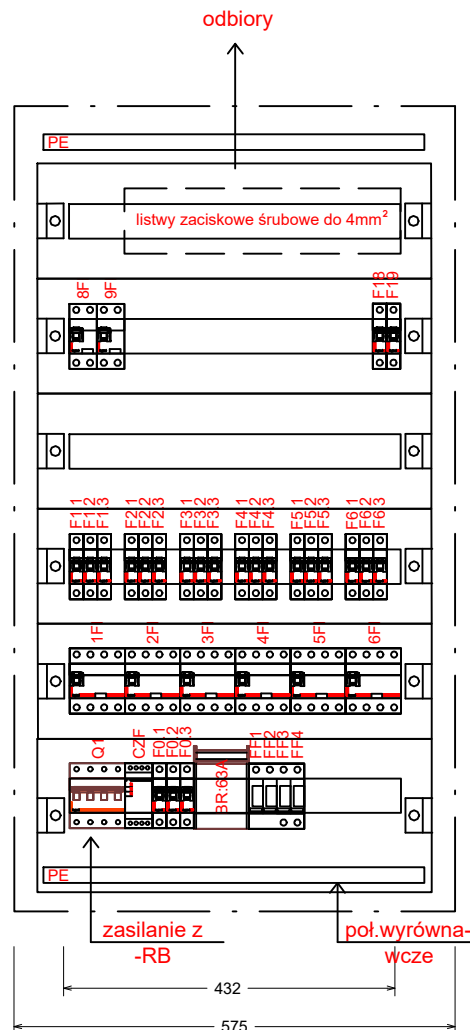 odbiory
PE
listwy zaciskowe śrubowe do 4mm²
8F 9F F18 F19
F1.1 F1.2 F1.3 F2.1 F2.2 F2.3 F3.1 F3.2 F3.3 F4.1 F4.2 F4.3 F5.1 F5.2 F5.3 F6.1 F6.2 F6.3
1FI 2FI 3FI 4FI 5FI 6FI
Q1 CZF F0.1 F0.2 F0.3 BR:63A FF1 FF2 FF3 FF4
PE
zasilanie z
-RB
poł.wyrówna-
wcze
432
575